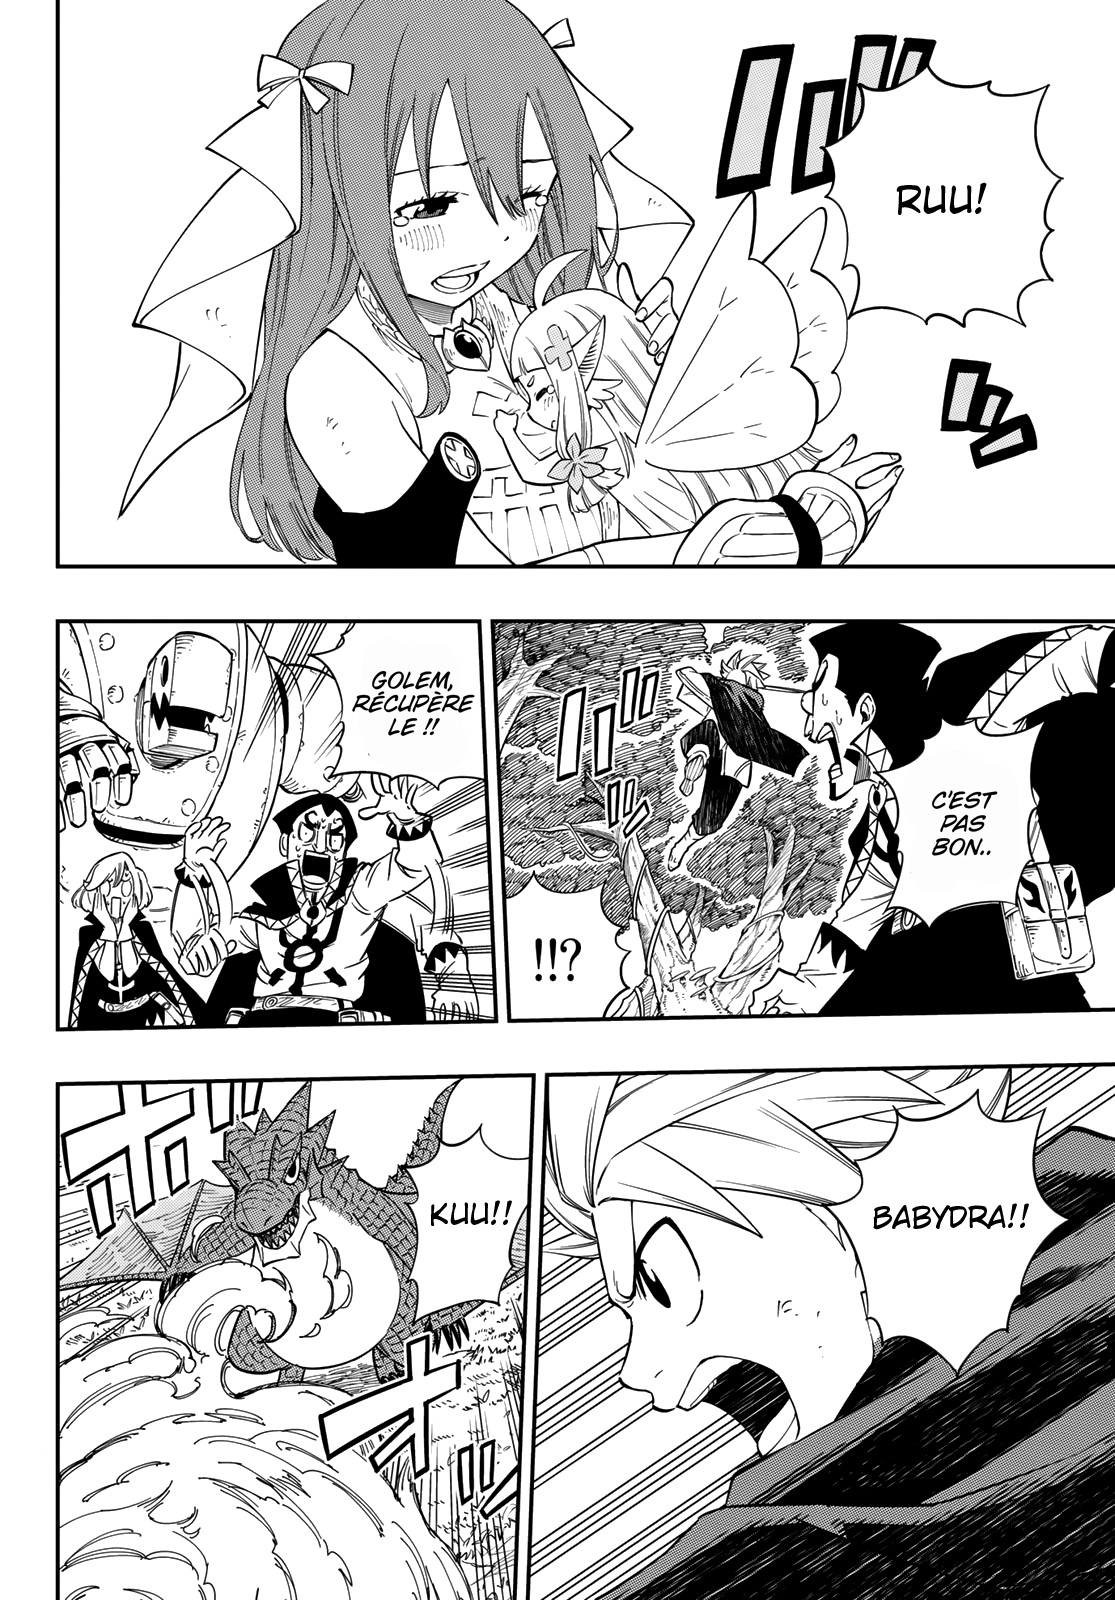 RUU!
C'EST
PAS
BON..
!!?
GOLEM,
RÉCUPÈRE
LE !!
BABYDRA!!
KUU!!